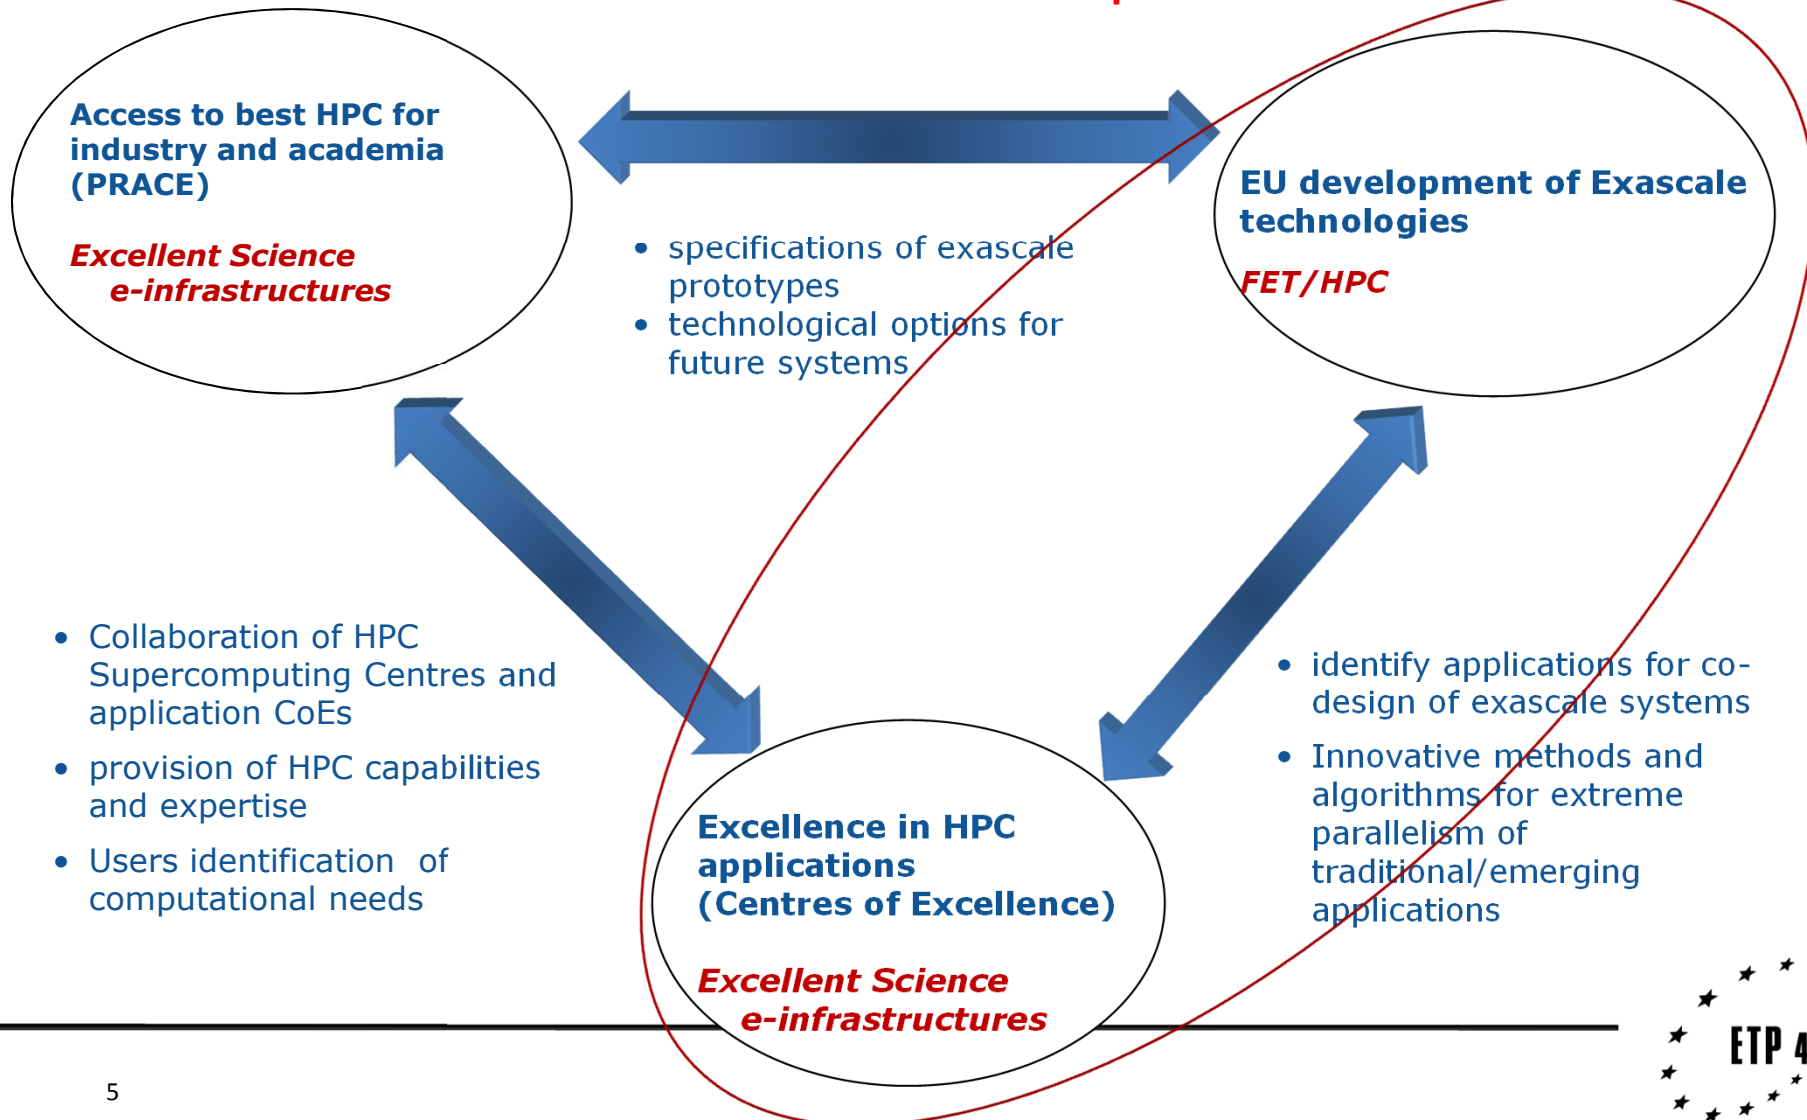 Access to best HPC for
industry and academia
(PRACE)
Excellent Science
e-infrastructures
EU development of Exascale
technologies
FET/HPC
• specifications of exascale
prototypes
• technological options for
future systems
• Collaboration of HPC
Supercomputing Centres and
application CoEs
• provision of HPC capabilities
and expertise
• Users identification of
computational needs
• identify applications for co-
design of exascale systems
• Innovative methods and
algorithms for extreme
parallelism of
traditional/emerging
applications
Excellence in HPC
applications
(Centres of Excellence)
Excellent Science
e-infrastructures
ETP 4
5